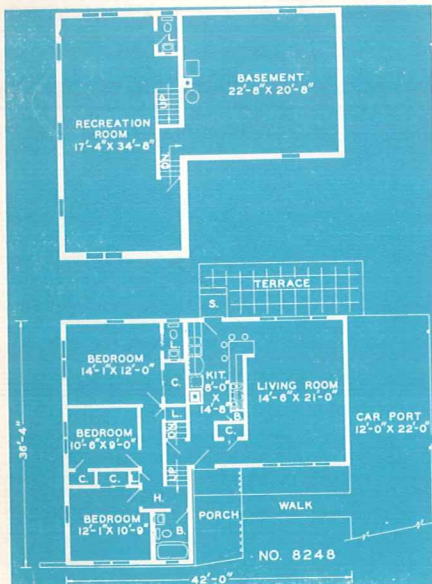 L.
BASEMENT
22'-8" X 20'-8"
UP
RECREATION
ROOM
17'-4" X 34'-8"
DN
TERRACE
S.
BEDROOM
14'-1" X 12'-0"
L.
C.
KIT
8'-0"
X
14'-8"
LIVING ROOM
14'-6" X 21'-0"
CAR PORT
12'-0" X 22'-0"
36'-4"
BEDROOM
10'-6" X 9'-0"
L.
DN
B.
C.
UP
C.
C.
H.
BEDROOM
12'-1" X 10'-9"
B.
PORCH
WALK
NO. 8248
42'-0"